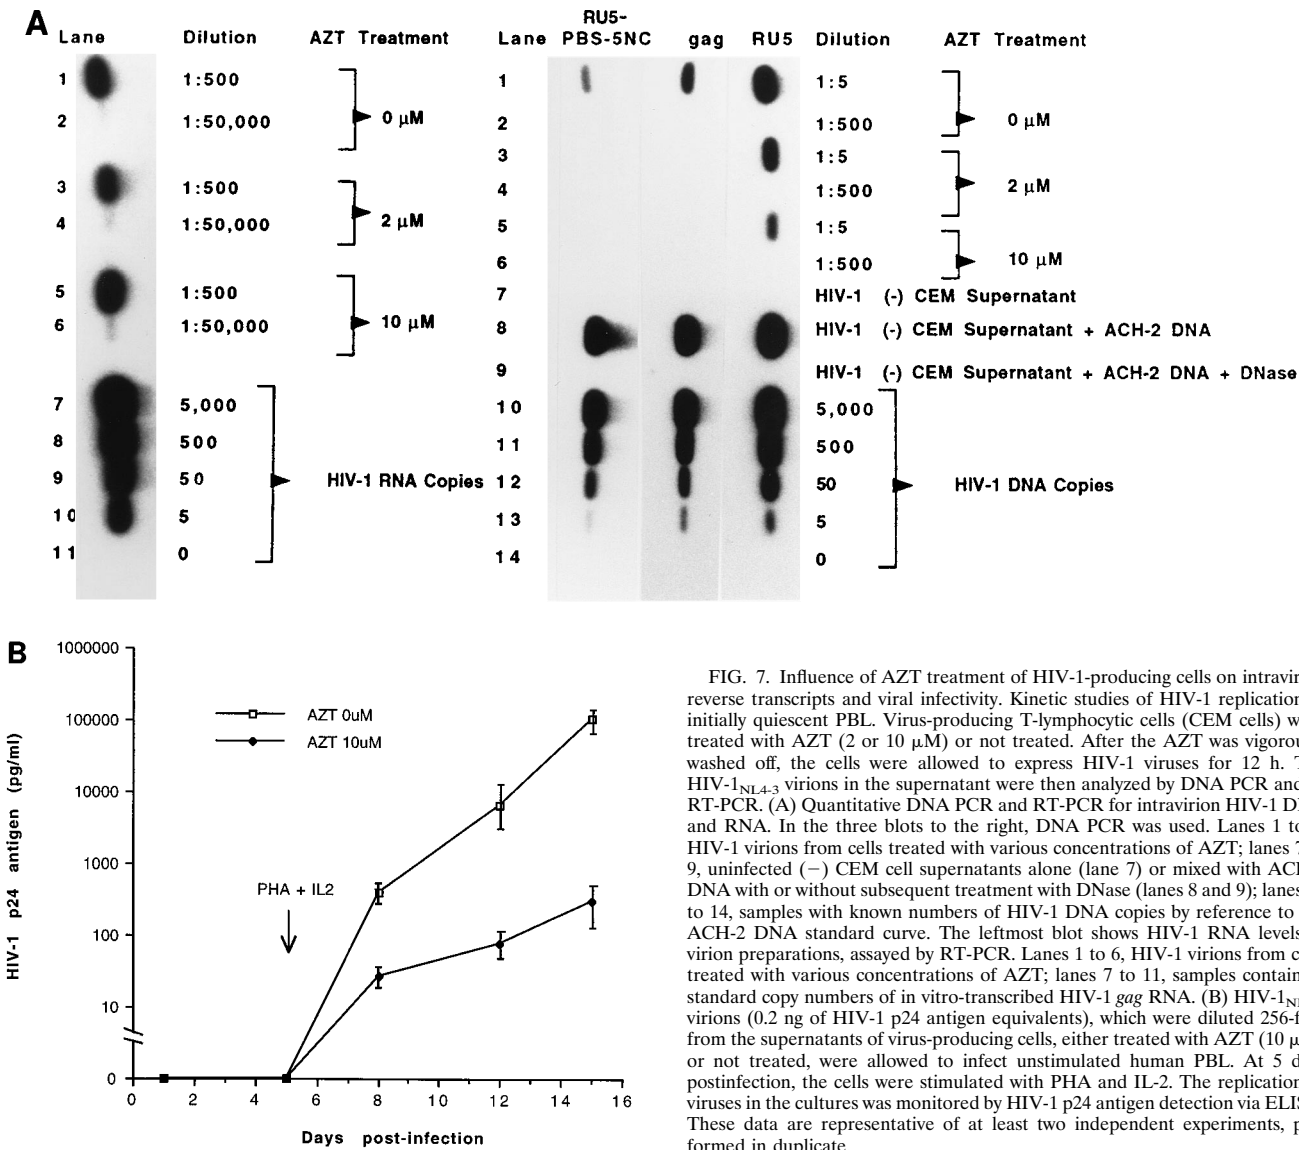 A
Lane Dilution AZT Treatment
1 1:500
2 1:50,000
0 µM
3 1:500
4 1:50,000
2 µM
5 1:500
6 1:50,000
10 µM
7 5,000
8 500
9 50
10 5
11 0
HIV-1 RNA Copies
RU5-
Lane PBS-5NC gag RU5 Dilution AZT Treatment
1 1:5
2 1:500
0 µM
3 1:5
4 1:500
2 µM
5 1:5
6 1:500
10 µM
7 HIV-1 (-) CEM Supernatant
8 HIV-1 (-) CEM Supernatant + ACH-2 DNA
9 HIV-1 (-) CEM Supernatant + ACH-2 DNA + DNase
10 5,000
11 500
12 50
13 5
14 0
HIV-1 DNA Copies
B
HIV-1 p24 antigen (pg/ml)
1000000
100000
10000
1000
100
10
0
AZT 0uM
AZT 10uM
PHA + IL2
0 2 4 6 8 10 12 14 16
Days post-infection
FIG. 7. Influence of AZT treatment of HIV-1-producing cells on intravir
reverse transcripts and viral infectivity. Kinetic studies of HIV-1 replication
initially quiescent PBL. Virus-producing T-lymphocytic cells (CEM cells) w
treated with AZT (2 or 10 µM) or not treated. After the AZT was vigorou
washed off, the cells were allowed to express HIV-1 viruses for 12 h. T
HIV-1NL4-3 virions in the supernatant were then analyzed by DNA PCR and
RT-PCR. (A) Quantitative DNA PCR and RT-PCR for intravirion HIV-1 D
and RNA. In the three blots to the right, DNA PCR was used. Lanes 1 to
HIV-1 virions from cells treated with various concentrations of AZT; lanes 7
9, uninfected (−) CEM cell supernatants alone (lane 7) or mixed with ACH
DNA with or without subsequent treatment with DNase (lanes 8 and 9); lanes
to 14, samples with known numbers of HIV-1 DNA copies by reference to
ACH-2 DNA standard curve. The leftmost blot shows HIV-1 RNA levels
virion preparations, assayed by RT-PCR. Lanes 1 to 6, HIV-1 virions from c
treated with various concentrations of AZT; lanes 7 to 11, samples contain
standard copy numbers of in vitro-transcribed HIV-1 gag RNA. (B) HIV-1N
virions (0.2 ng of HIV-1 p24 antigen equivalents), which were diluted 256-f
from the supernatants of virus-producing cells, either treated with AZT (10 µ
or not treated, were allowed to infect unstimulated human PBL. At 5 d
postinfection, the cells were stimulated with PHA and IL-2. The replication
viruses in the cultures was monitored by HIV-1 p24 antigen detection via ELIS
These data are representative of at least two independent experiments, p
formed in duplicate